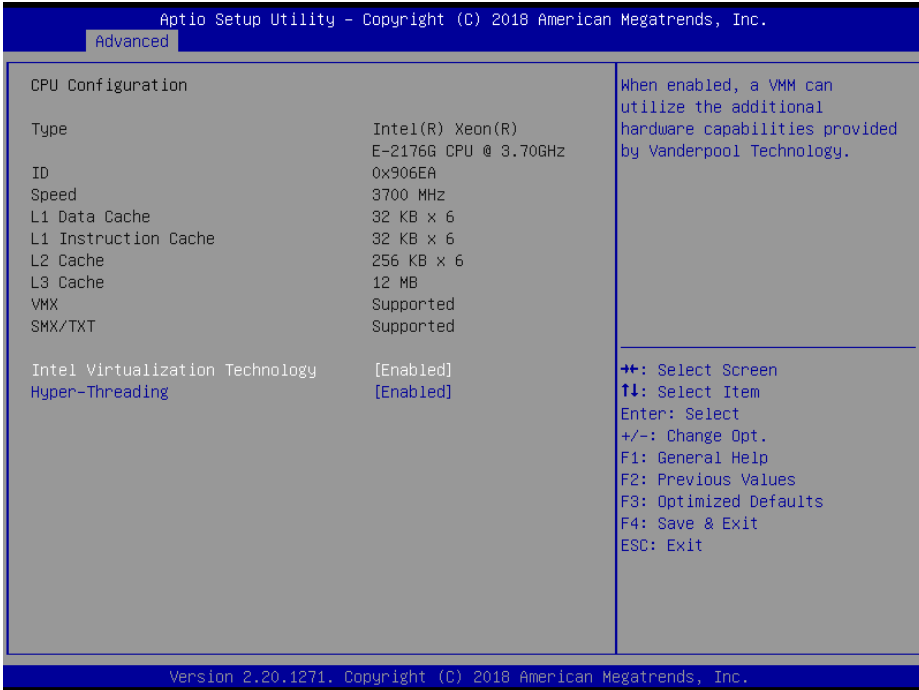 Aptio Setup Utility – Copyright (C) 2018 American Megatrends, Inc.
Advanced
CPU Configuration
Type Intel(R) Xeon(R)
E-2176G CPU @ 3.70GHz
ID 0x906EA
Speed 3700 MHz
L1 Data Cache 32 KB x 6
L1 Instruction Cache 32 KB x 6
L2 Cache 256 KB x 6
L3 Cache 12 MB
VMX Supported
SMX/TXT Supported
Intel Virtualization Technology [Enabled]
Hyper-Threading [Enabled]
When enabled, a VMM can
utilize the additional
hardware capabilities provided
by Vanderpool Technology.
→←: Select Screen
↑↓: Select Item
Enter: Select
+/-: Change Opt.
F1: General Help
F2: Previous Values
F3: Optimized Defaults
F4: Save & Exit
ESC: Exit
Version 2.20.1271. Copyright (C) 2018 American Megatrends, Inc.